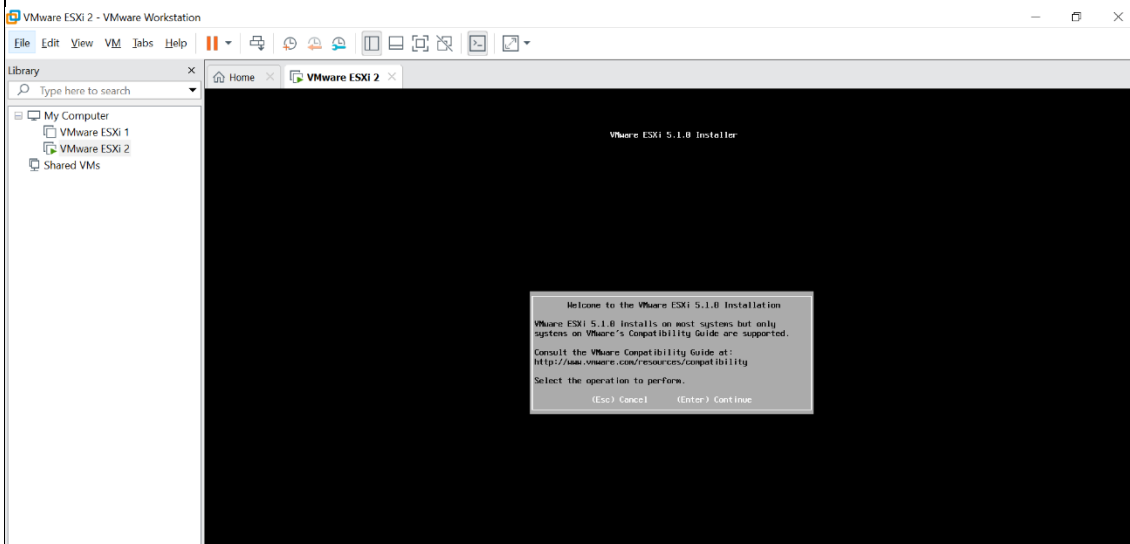 VMware ESXi 2 - VMware Workstation
File Edit View VM Tabs Help
Library
Type here to search
My Computer
VMware ESXi 1
VMware ESXi 2
Shared VMs
Home
VMware ESXi 2
VMware ESXi 5.1.0 Installer
Welcome to the VMware ESXi 5.1.0 Installation
VMware ESXi 5.1.0 installs on most systems but only
systems on VMware's Compatibility Guide are supported.
Consult the VMware Compatibility Guide at:
http://www.vmware.com/resources/compatibility
Select the operation to perform.
(Esc) Cancel (Enter) Continue